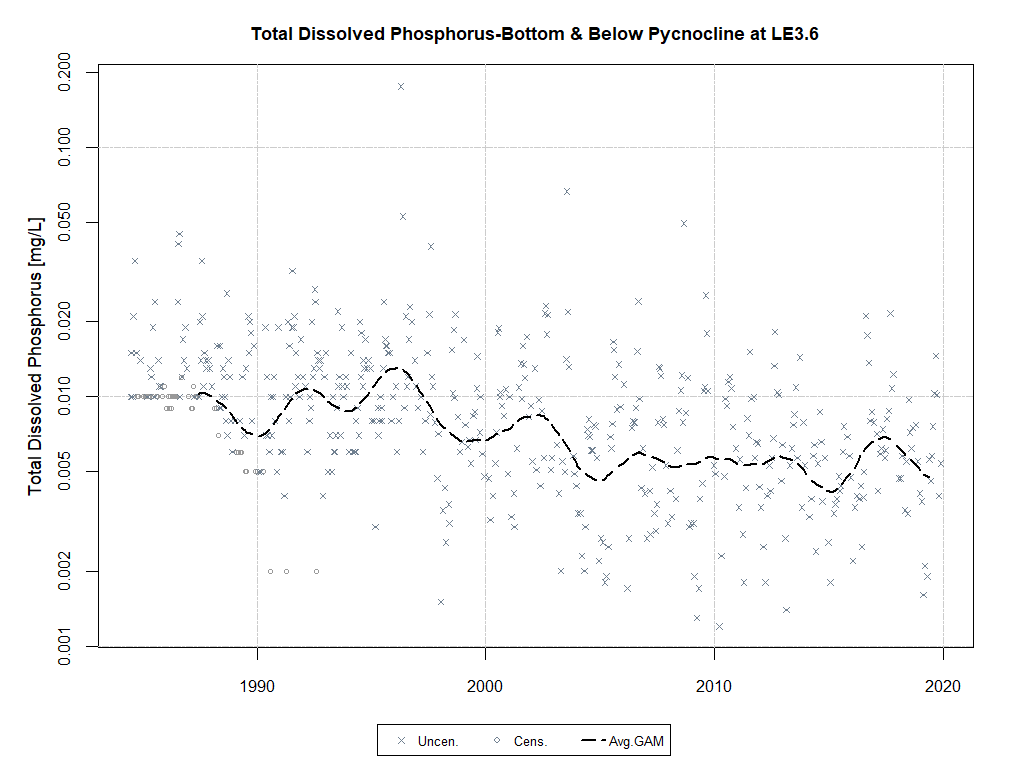 Total Dissolved Phosphorus-Bottom & Below Pycnocline at LE3.6
Total Dissolved Phosphorus [mg/L]
0.200
0.100
0.050
0.020
0.010
0.005
0.002
0.001
1990 2000 2010 2020
Uncen. Cens. Avg.GAM